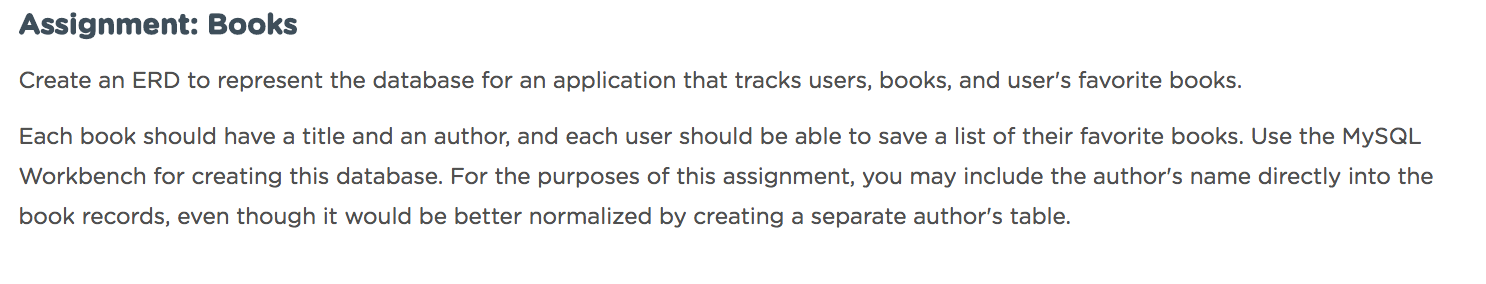 Assignment: Books
Create an ERD to represent the database for an application that tracks users, books, and user's favorite books.
Each book should have a title and an author, and each user should be able to save a list of their favorite books. Use the MySQL
Workbench for creating this database. For the purposes of this assignment, you may include the author's name directly into the
book records, even though it would be better normalized by creating a separate author's table.